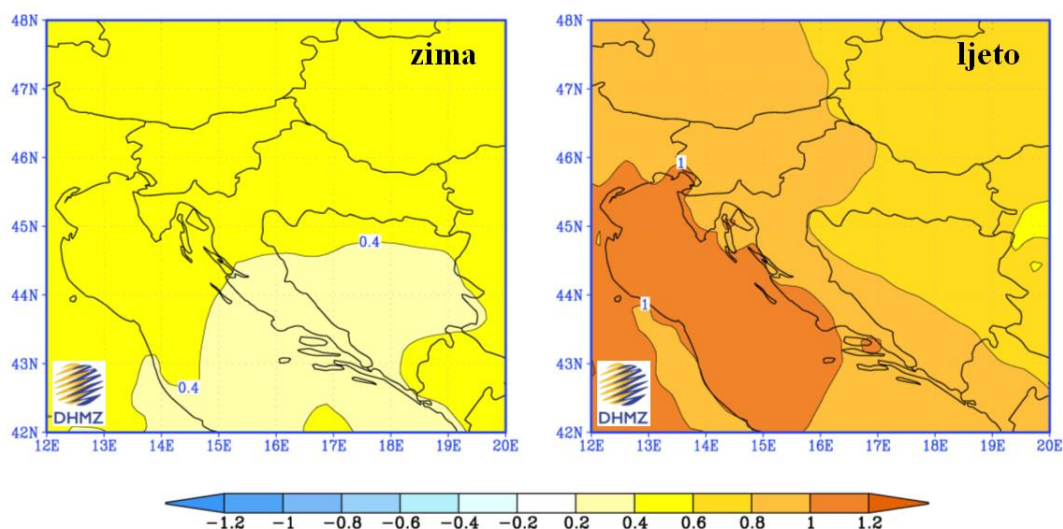 48N
47N
46N
45N
44N
43N
42N
12E 13E 14E 15E 16E 17E 18E 19E 20E
zima
0.4
0.4
DHMZ
48N
47N
46N
45N
44N
43N
42N
12E 13E 14E 15E 16E 17E 18E 19E 20E
ljeto
1
1
DHMZ
-1.2 -1 -0.8 -0.6 -0.4 -0.2 0.2 0.4 0.6 0.8 1 1.2